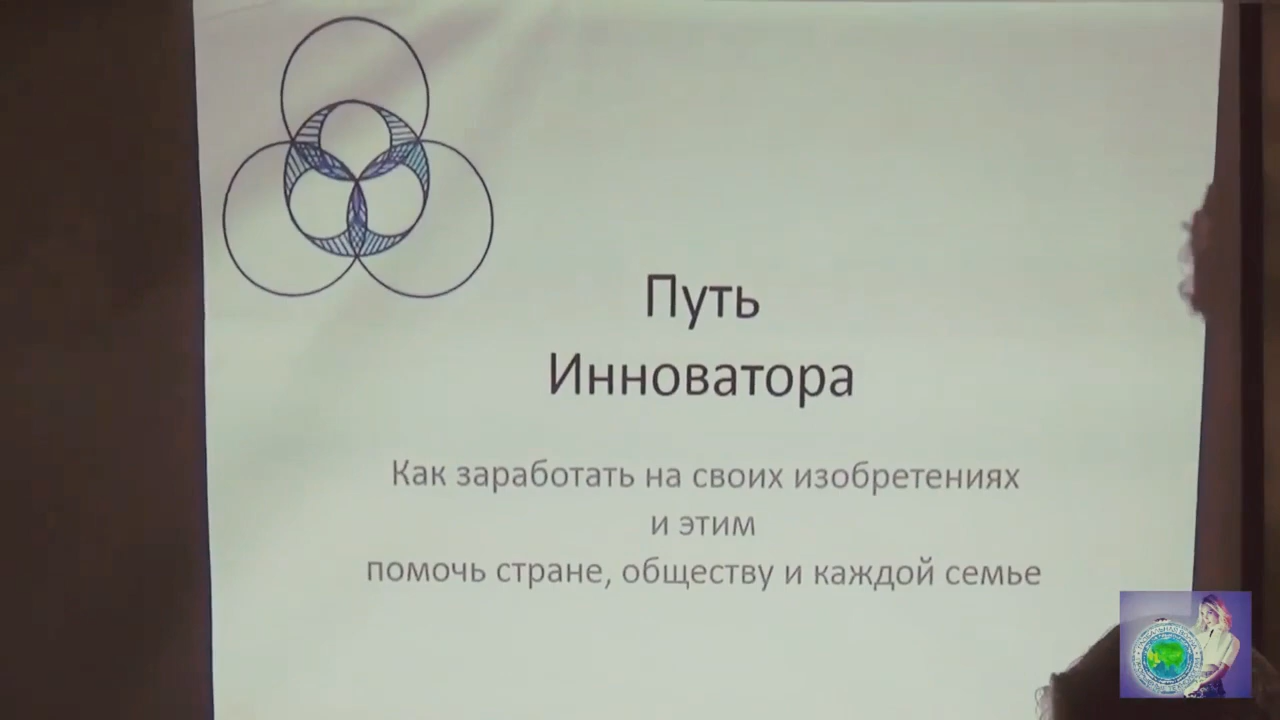 Путь
Инноватора
Как заработать на своих изобретениях
и этим
помочь стране, обществу и каждой семье